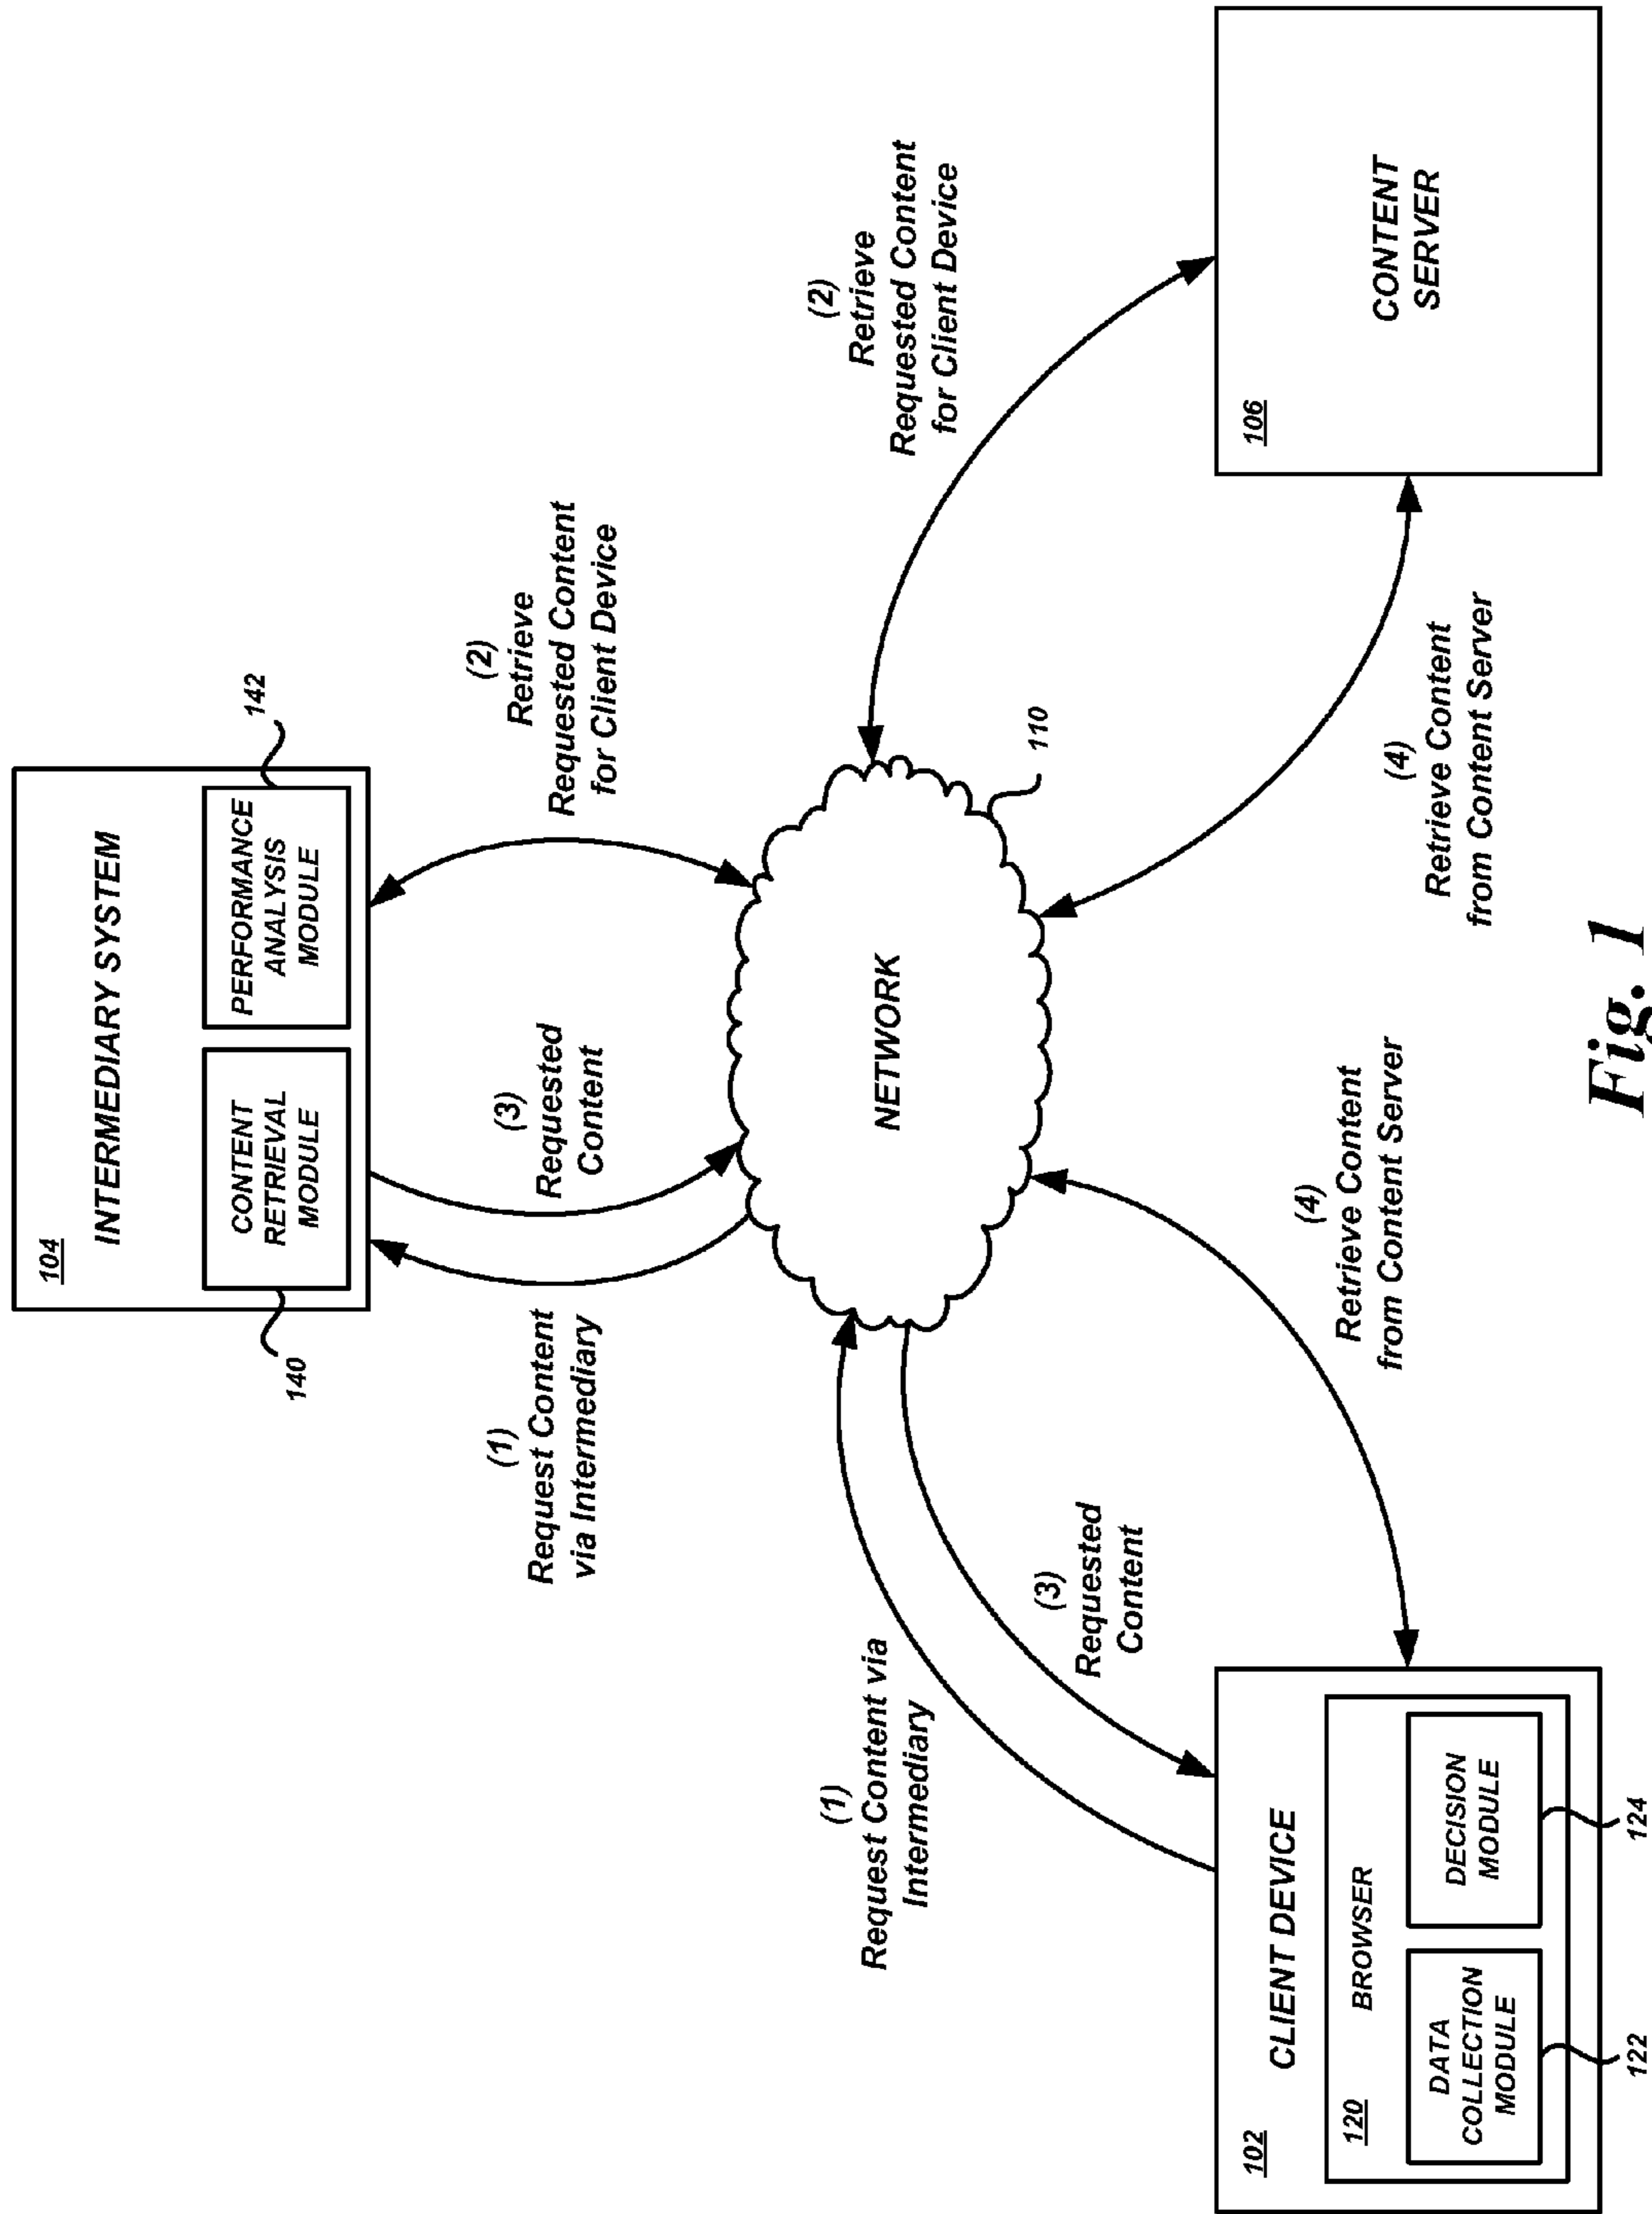 104
INTERMEDIARY SYSTEM
CONTENT
RETRIEVAL
MODULE
PERFORMANCE
ANALYSIS
MODULE
140
142
(1)
Request Content
via Intermediary
(3)
Requested
Content
(2)
Retrieve
Requested Content
for Client Device
(1)
Request Content via
Intermediary
NETWORK
110
(2)
Retrieve
Requested Content
for Client Device
(3)
Requested
Content
(4)
Retrieve Content
from Content Server
(4)
Retrieve Content
from Content Server
102
CLIENT DEVICE
120
BROWSER
DATA
COLLECTION
MODULE
DECISION
MODULE
122
124
106
CONTENT
SERVER
Fig. 1